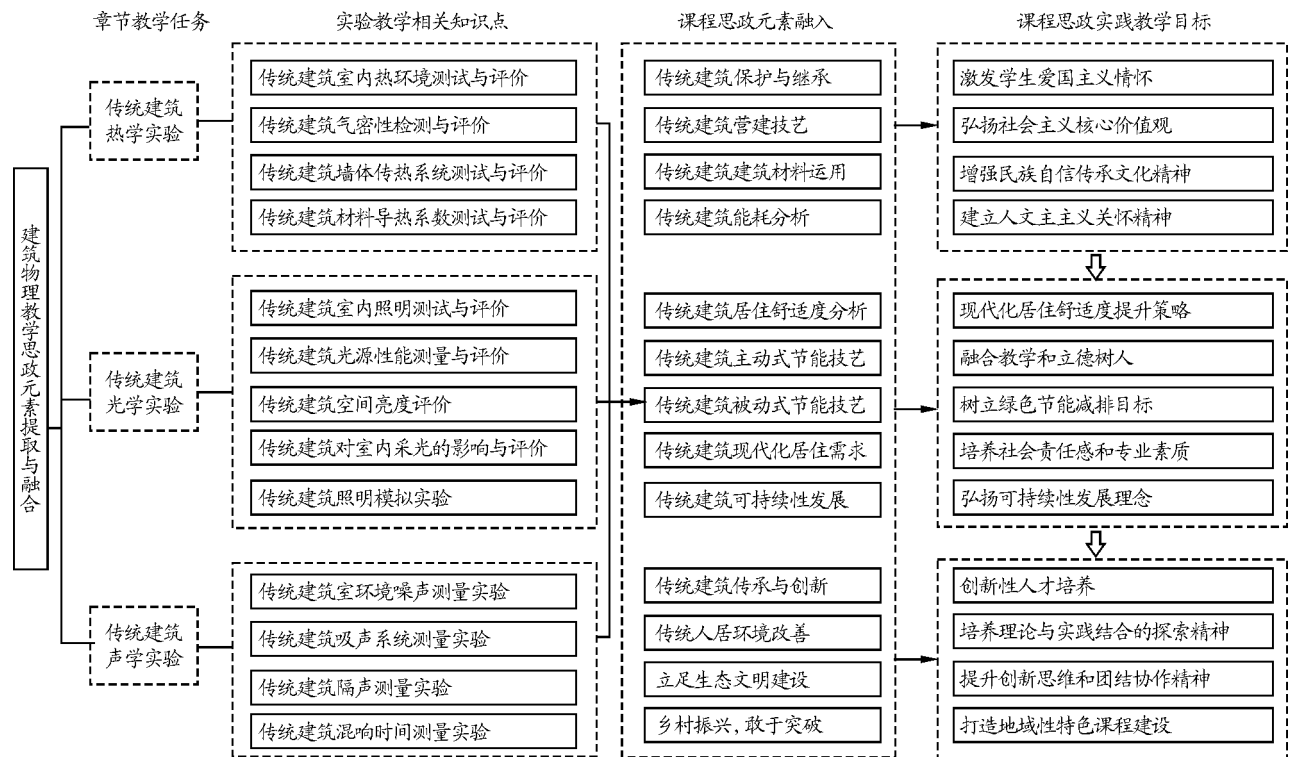 章节教学任务
实验教学相关知识点
课程思政元素融入
课程思政实践教学目标
建筑物理教学思政元素提取与融合
传统建筑
热学实验
传统建筑室内热环境测试与评价
传统建筑气密性检测与评价
传统建筑墙体传热系统测试与评价
传统建筑材料导热系数测试与评价
传统建筑
光学实验
传统建筑室内照明测试与评价
传统建筑光源性能测量与评价
传统建筑空间亮度评价
传统建筑对室内采光的影响与评价
传统建筑照明模拟实验
传统建筑
声学实验
传统建筑室环境噪声测量实验
传统建筑吸声系统测量实验
传统建筑隔声测量实验
传统建筑混响时间测量实验
传统建筑保护与继承
传统建筑营建技艺
传统建筑建筑材料运用
传统建筑能耗分析
传统建筑居住舒适度分析
传统建筑主动式节能技艺
传统建筑被动式节能技艺
传统建筑现代化居住需求
传统建筑可持续性发展
传统建筑传承与创新
传统人居环境改善
立足生态文明建设
乡村振兴,敢于突破
激发学生爱国主义情怀
弘扬社会主义核心价值观
增强民族自信传承文化精神
建立人文主主义关怀精神
现代化居住舒适度提升策略
融合教学和立德树人
树立绿色节能减排目标
培养社会责任感和专业素质
弘扬可持续性发展理念
创新性人才培养
培养理论与实践结合的探索精神
提升创新思维和团结协作精神
打造地域性特色课程建设